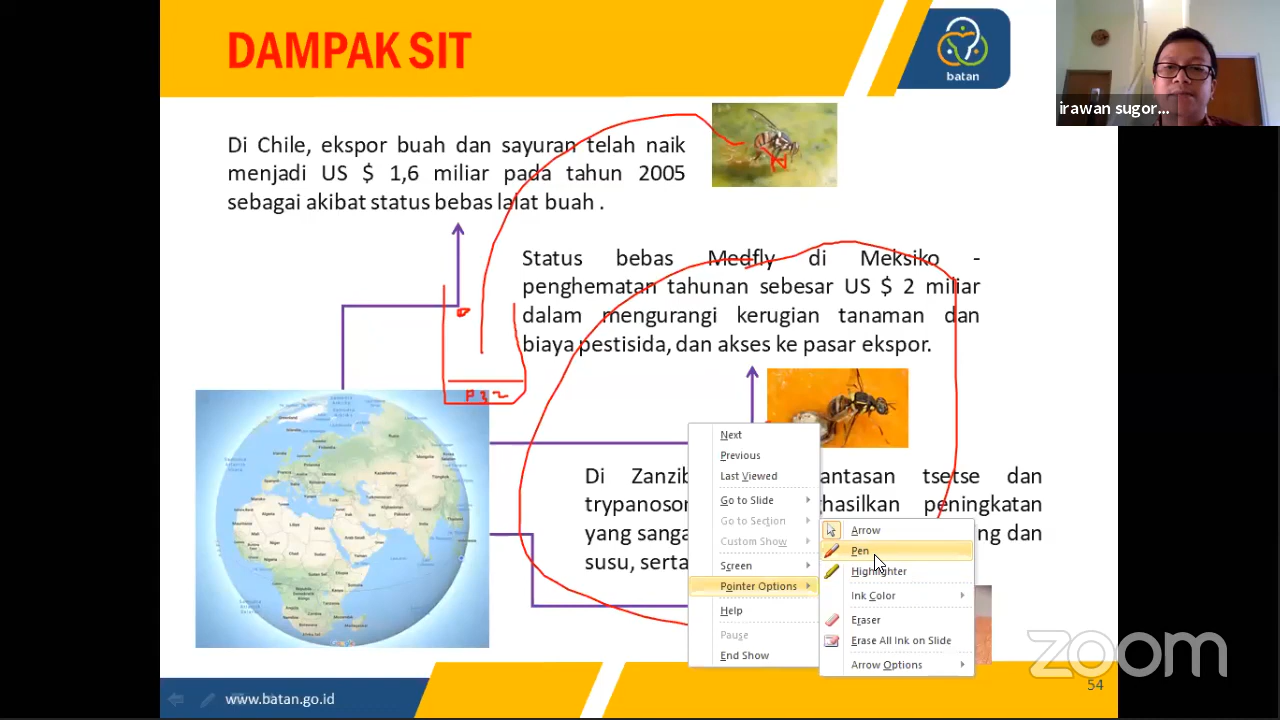 DAMPAK SIT
batan
irawan sugor...
Di Chile, ekspor buah dan sayuran telah naik
menjadi US $ 1,6 miliar pada tahun 2005
sebagai akibat status bebas lalat buah .
Status bebas Medfly di Meksiko -
penghematan tahunan sebesar US $ 2 miliar
dalam mengurangi kerugian tanaman dan
biaya pestisida, dan akses ke pasar ekspor.
P32
Di Zanzib antasan tsetse dan
trypanosor hasilkan peningkatan
yang sanga ng dan
susu, serta
Next
Previous
Last Viewed
Go to Slide
Go to Section
Custom Show
Screen
Pointer Options
Help
Pause
End Show
Arrow
Pen
Highlighter
Ink Color
Eraser
Erase All Ink on Slide
Arrow Options
zoom
54
www.batan.go.id